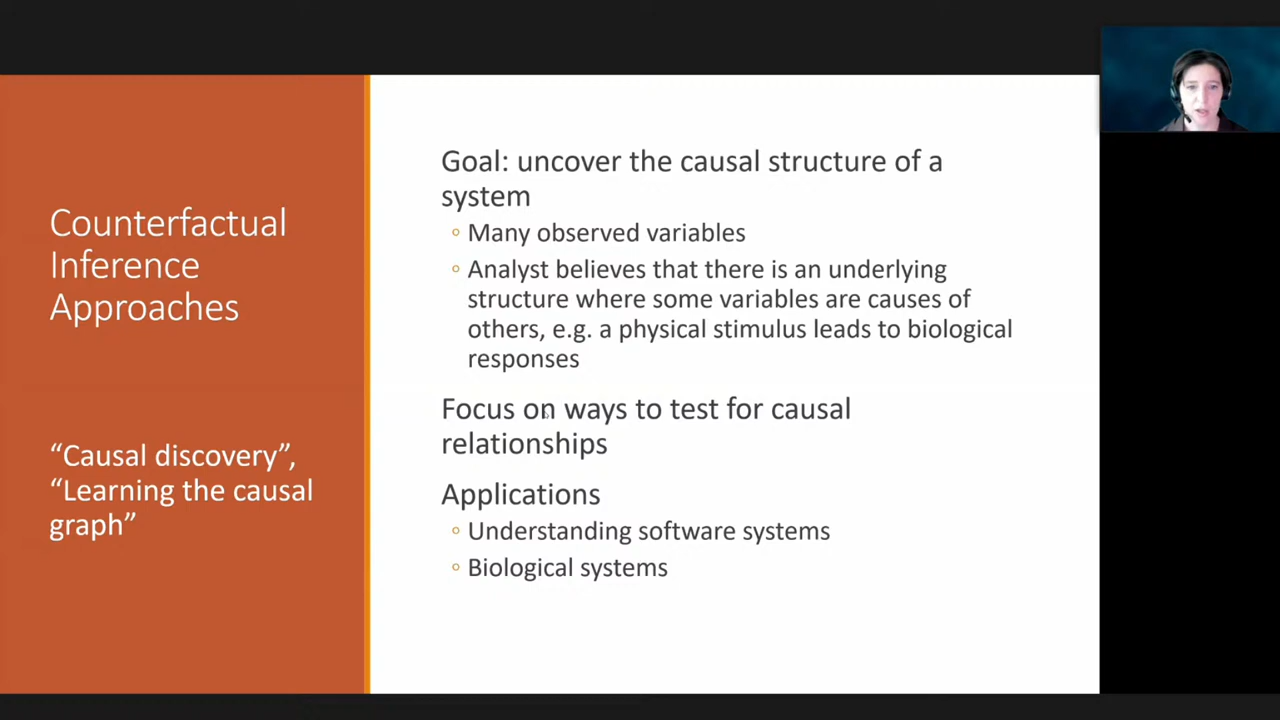 Counterfactual
Inference
Approaches
“Causal discovery”,
“Learning the causal
graph”
Goal: uncover the causal structure of a
system
◦ Many observed variables
◦ Analyst believes that there is an underlying
structure where some variables are causes of
others, e.g. a physical stimulus leads to biological
responses
Focus on ways to test for causal
relationships
Applications
◦ Understanding software systems
◦ Biological systems